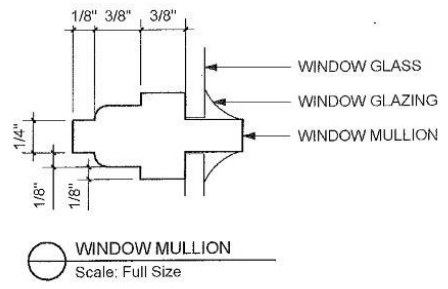 1/8" 3/8" 3/8"
WINDOW GLASS
WINDOW GLAZING
WINDOW MULLION
1/4"
1/8"
1/8"
WINDOW MULLION
Scale: Full Size